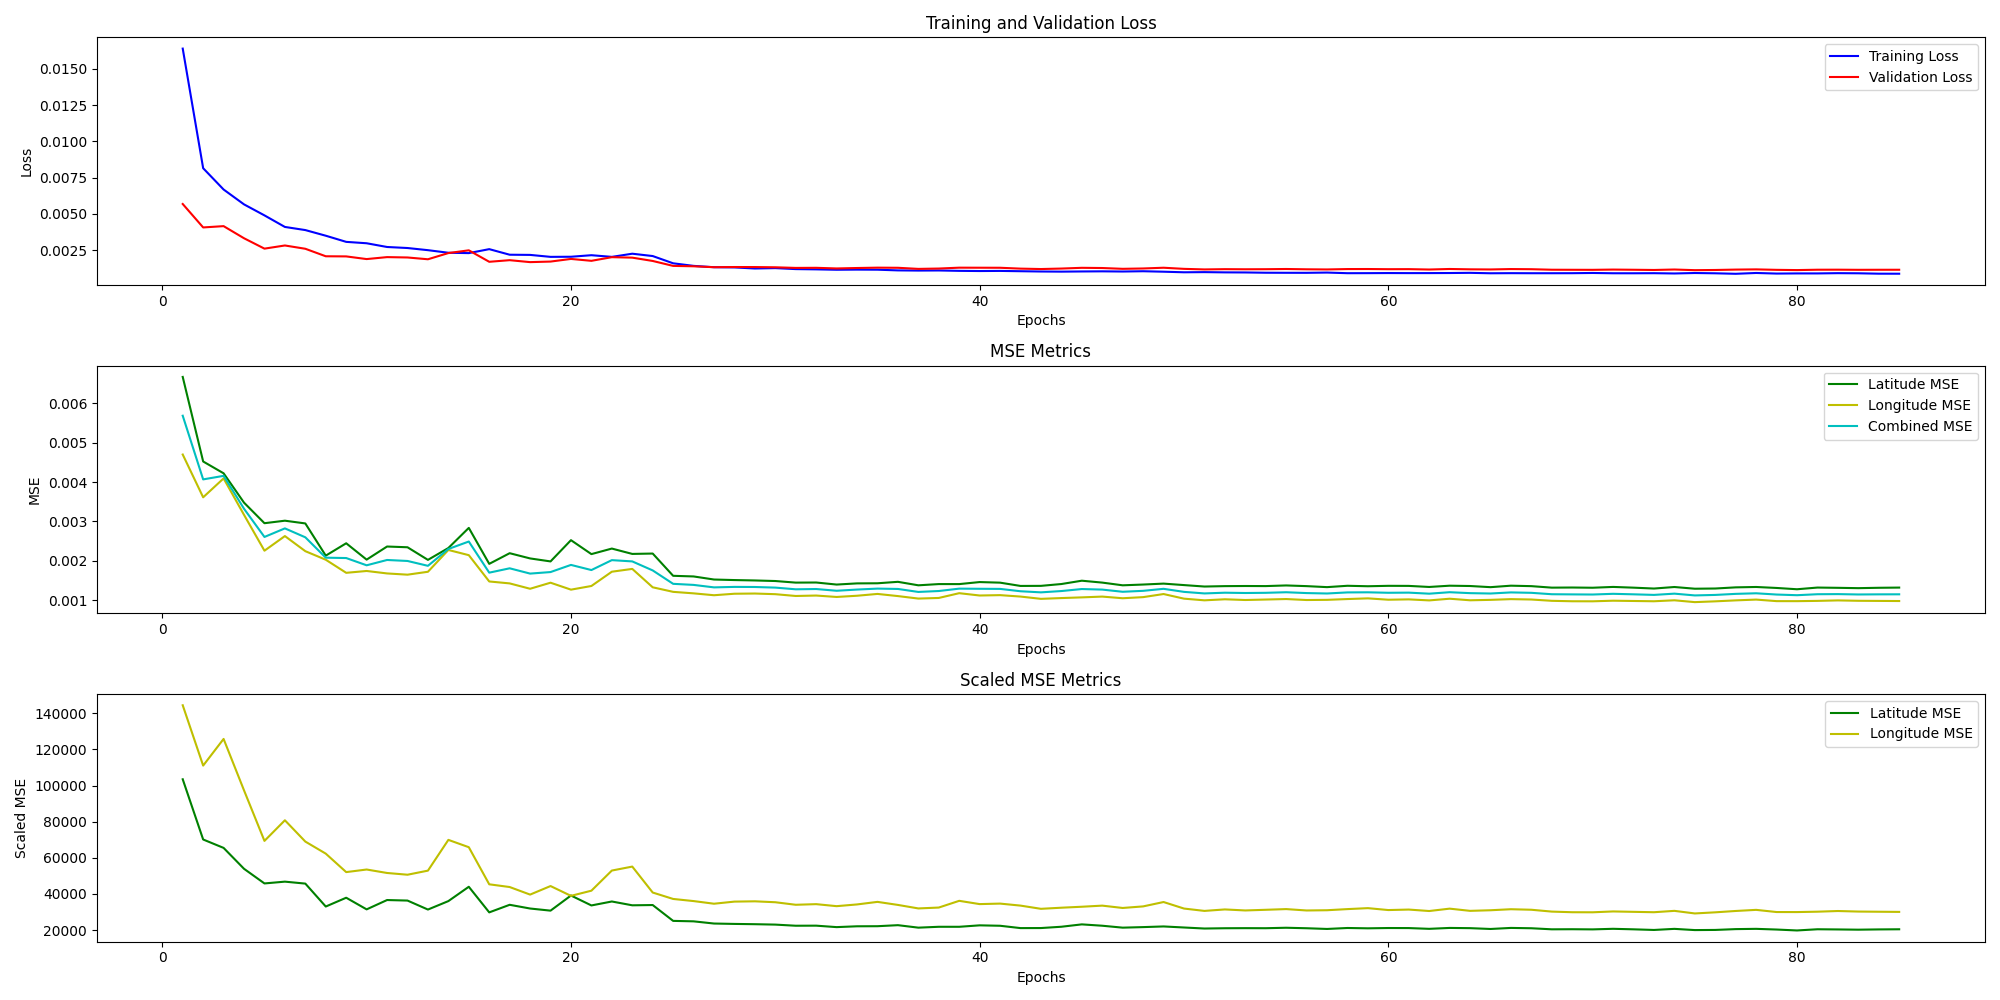 Training and Validation Loss
0.0150
0.0125
0.0100
0.0075
0.0050
0.0025
Loss
Training Loss
Validation Loss
0 20 40 60 80
Epochs
MSE Metrics
0.006
0.005
0.004
0.003
0.002
0.001
MSE
Latitude MSE
Longitude MSE
Combined MSE
0 20 40 60 80
Epochs
Scaled MSE Metrics
140000
120000
100000
80000
60000
40000
20000
Scaled MSE
Latitude MSE
Longitude MSE
0 20 40 60 80
Epochs